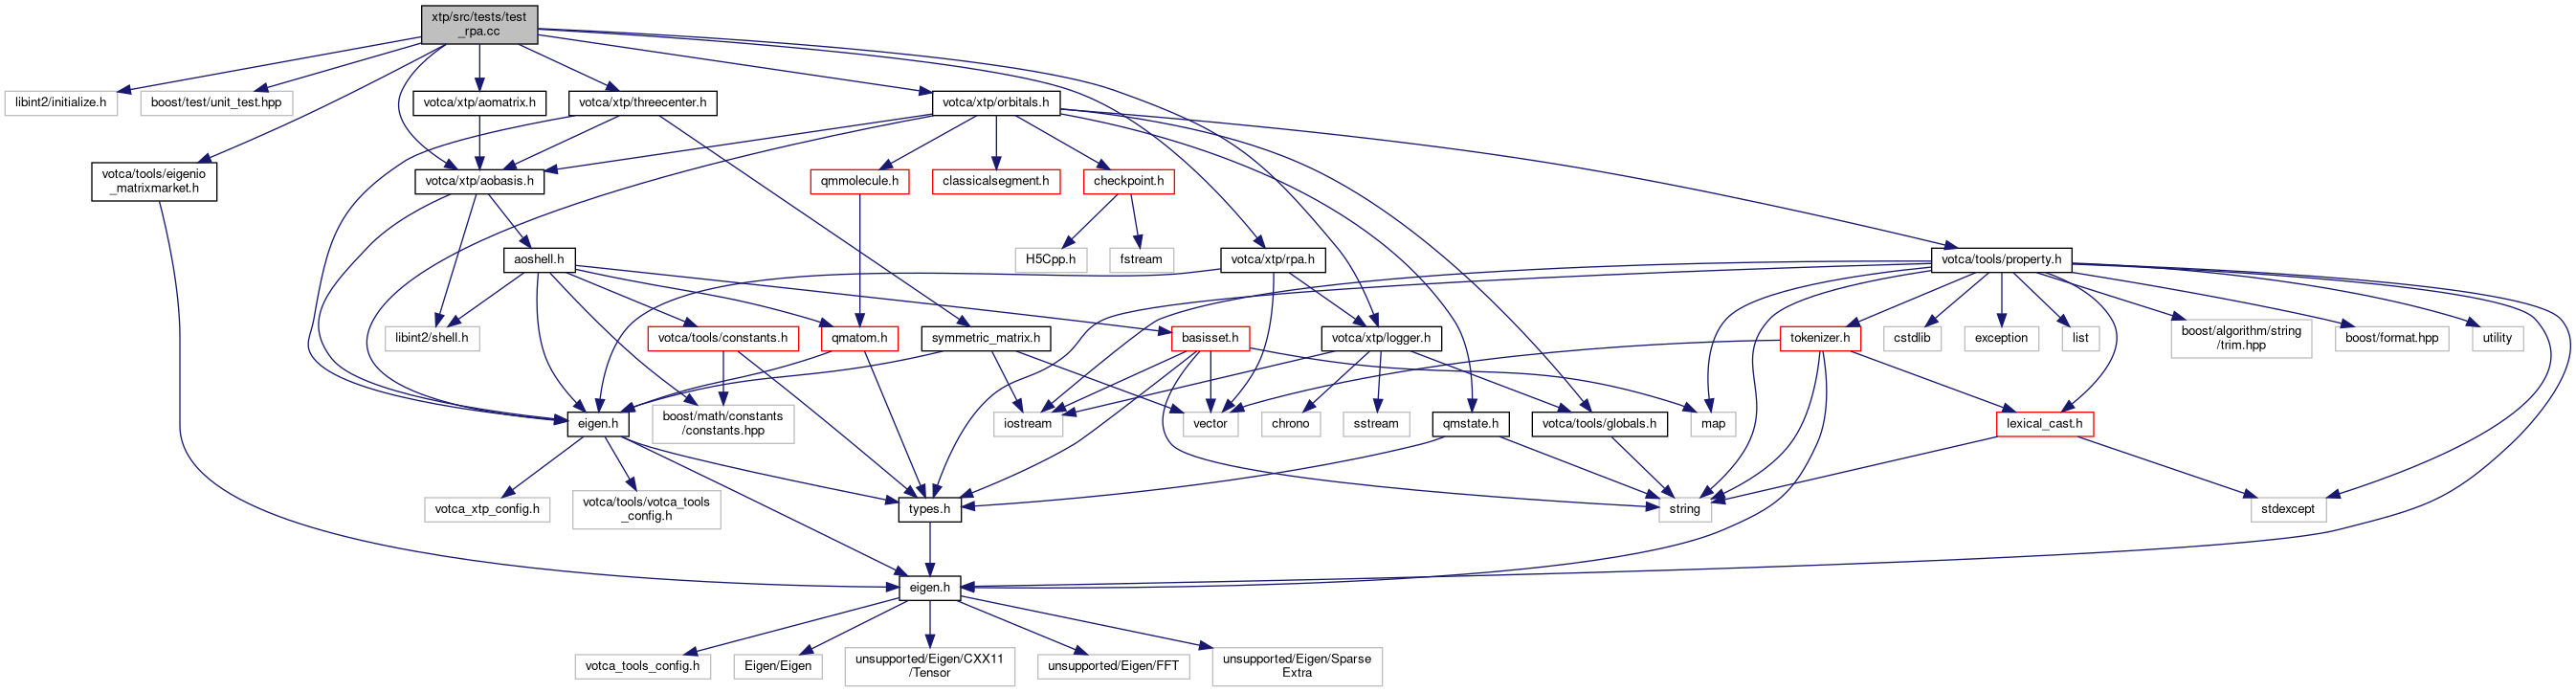 xtp/src/tests/test
_rpa.cc
libint2/initialize.h
boost/test/unit_test.hpp
votca/xtp/aomatrix.h
votca/xtp/threecenter.h
votca/xtp/orbitals.h
votca/tools/eigenio
_matrixmarket.h
votca/xtp/aobasis.h
qmmolecule.h
classicalsegment.h
checkpoint.h
aoshell.h
H5Cpp.h
fstream
votca/xtp/rpa.h
votca/tools/property.h
libint2/shell.h
votca/tools/constants.h
qmatom.h
symmetric_matrix.h
basisset.h
votca/xtp/logger.h
tokenizer.h
cstdlib
exception
list
boost/algorithm/string
/trim.hpp
boost/format.hpp
utility
eigen.h
boost/math/constants
/constants.hpp
iostream
vector
chrono
sstream
qmstate.h
votca/tools/globals.h
map
lexical_cast.h
votca_xtp_config.h
votca/tools/votca_tools
_config.h
types.h
string
stdexcept
eigen.h
votca_tools_config.h
Eigen/Eigen
unsupported/Eigen/CXX11
/Tensor
unsupported/Eigen/FFT
unsupported/Eigen/Sparse
Extra